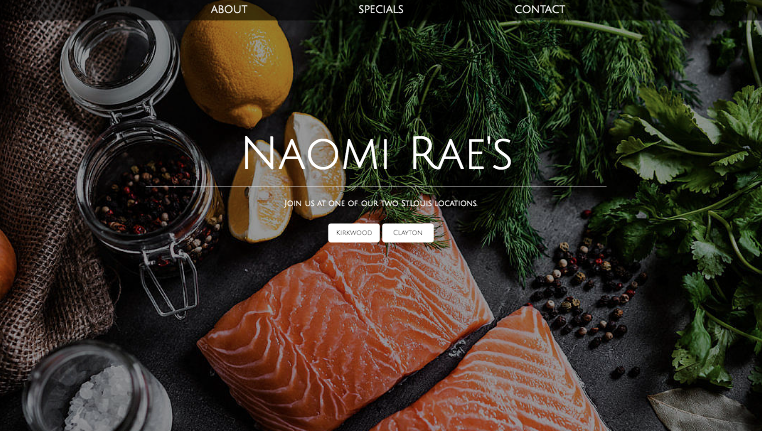 ABOUT SPECIALS CONTACT
Naomi Rae's
Join us at one of our two St.Louis locations
KIRKWOOD CLAYTON